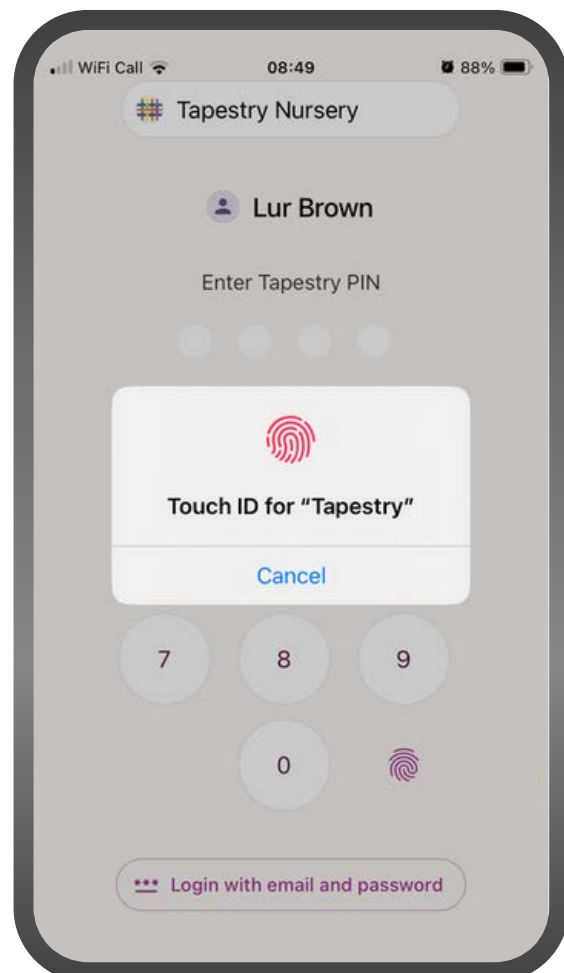 WiFi Call 08:49 88%
Tapestry Nursery
Lur Brown
Enter Tapestry PIN
Touch ID for “Tapestry”
Cancel
7 8 9
0
Login with email and password